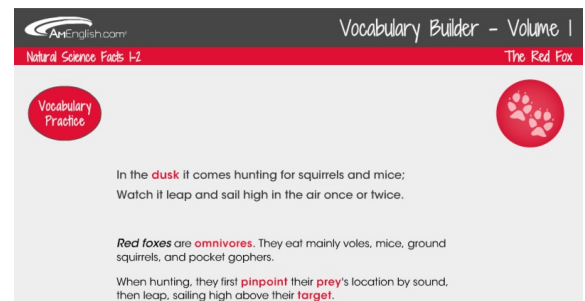 AmEnglish.com
Vocabulary Builder - Volume 1
Natural Science Facts 1-2
The Red Fox
Vocabulary
Practice
In the dusk it comes hunting for squirrels and mice;
Watch it leap and sail high in the air once or twice.
Red foxes are omnivores. They eat mainly voles, mice, ground
squirrels, and pocket gophers.
When hunting, they first pinpoint their prey's location by sound,
then leap, sailing high above their target.